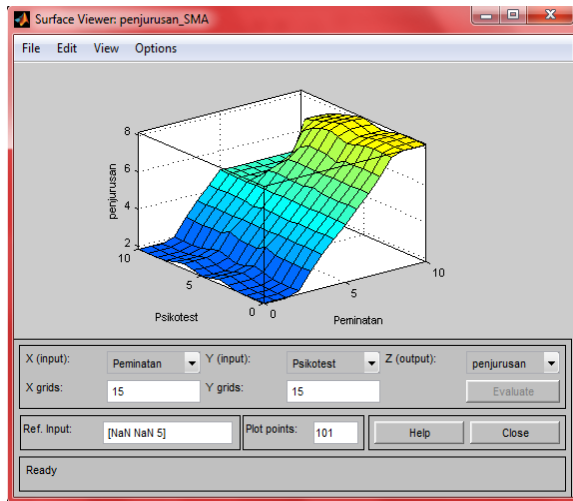 Surface Viewer: penjurusan_SMA
File Edit View Options
8
6
4
2
penjurusan
10
5
0
Psikotest
0
5
10
Peminatan
X (input): Peminatan Y (input): Psikotest Z (output): penjurusan
X grids: 15 Y grids: 15 Evaluate
Ref. Input: [NaN NaN 5] Plot points: 101 Help Close
Ready